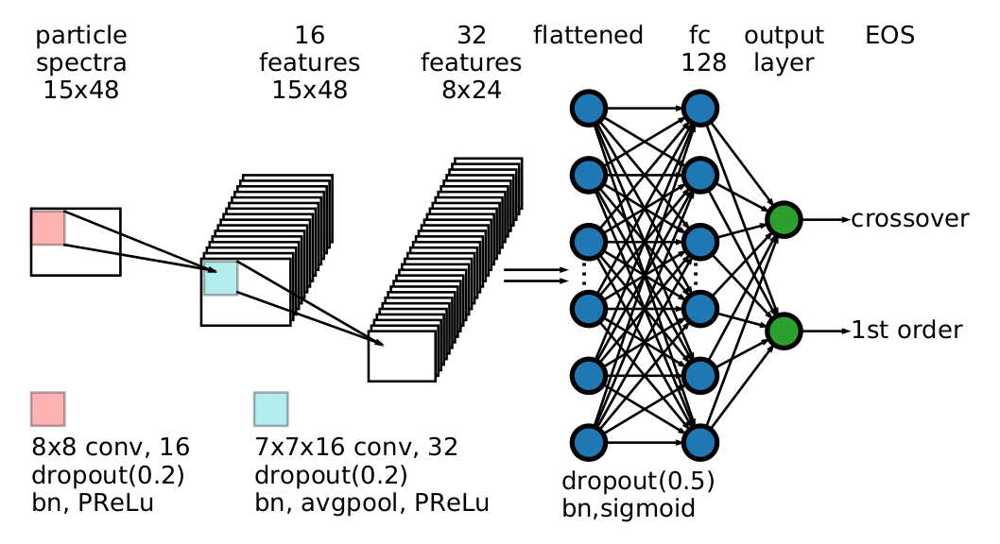 particle
spectra
15x48
16
features
15x48
32
features
8x24
flattened
fc
128
output
layer
EOS
crossover
1st order
8x8 conv, 16
dropout(0.2)
bn, PReLu
7x7x16 conv, 32
dropout(0.2)
bn, avgpool, PReLu
dropout(0.5)
bn,sigmoid